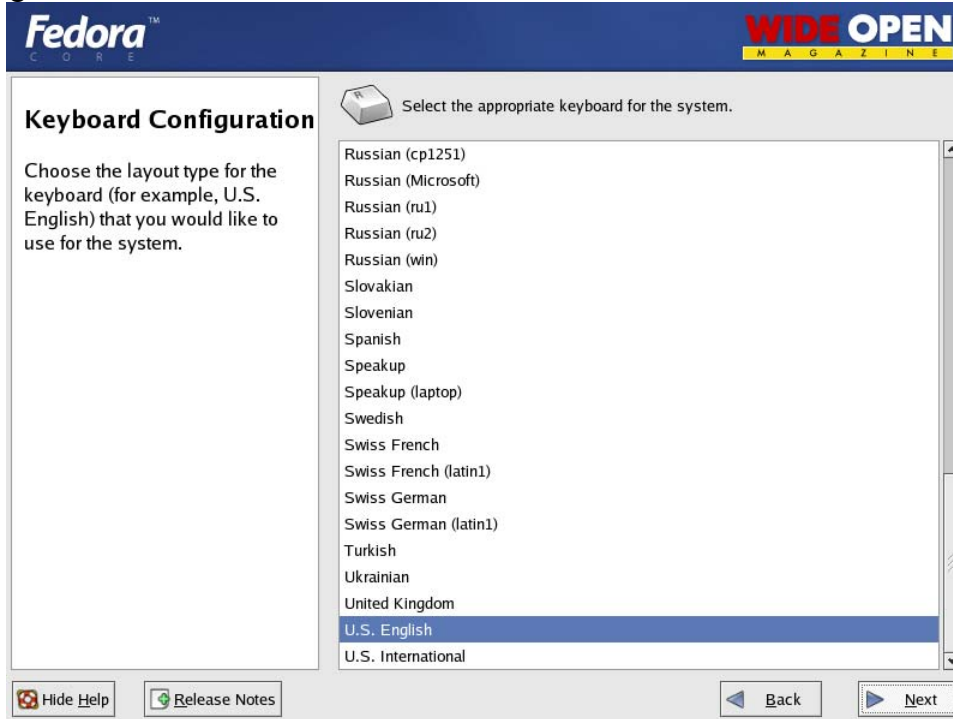 Fedora™
CORE
WIDE OPEN
MAGAZINE
Keyboard Configuration
Choose the layout type for the
keyboard (for example, U.S.
English) that you would like to
use for the system.
R
Select the appropriate keyboard for the system.
Russian (cp1251)
Russian (Microsoft)
Russian (ru1)
Russian (ru2)
Russian (win)
Slovakian
Slovenian
Spanish
Speakup
Speakup (laptop)
Swedish
Swiss French
Swiss French (latin1)
Swiss German
Swiss German (latin1)
Turkish
Ukrainian
United Kingdom
U.S. English
U.S. International
Hide Help
Release Notes
Back
Next